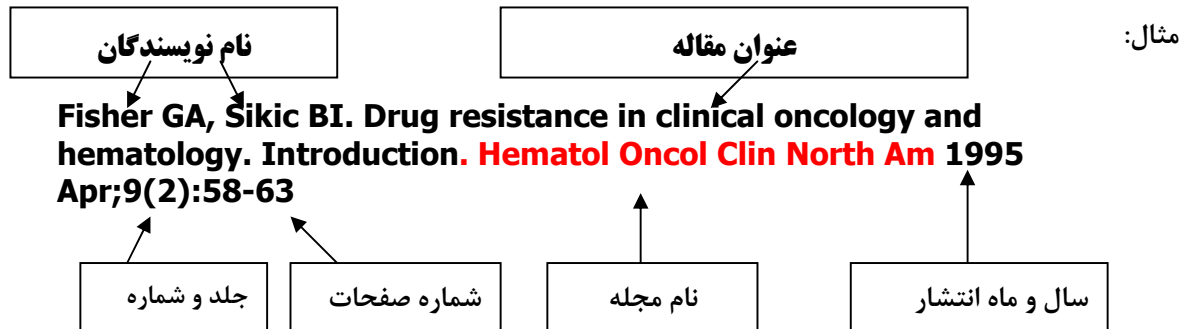 مثال:
عنوان مقاله
نام نویسندگان
Fisher GA, Sikic BI. Drug resistance in clinical oncology and
hematology. Introduction. Hematol Oncol Clin North Am 1995
Apr;9(2):58-63
جلد و شماره
شماره صفحات
نام مجله
سال و ماه انتشار